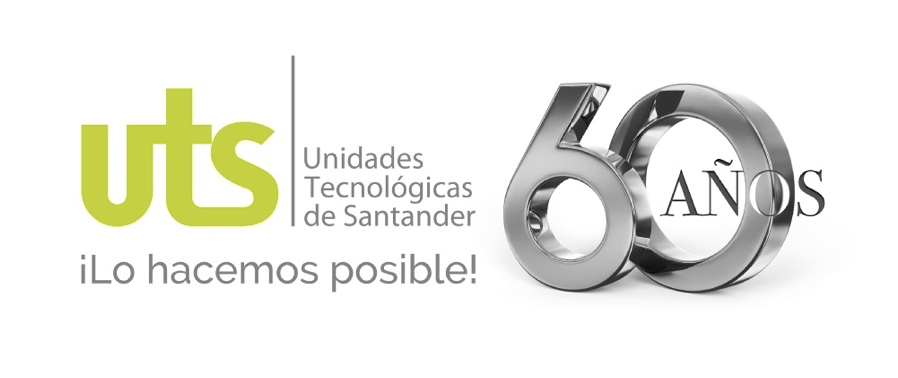 uts
Unidades
Tecnológicas
de Santander
¡Lo hacemos posible!
60
AÑOS